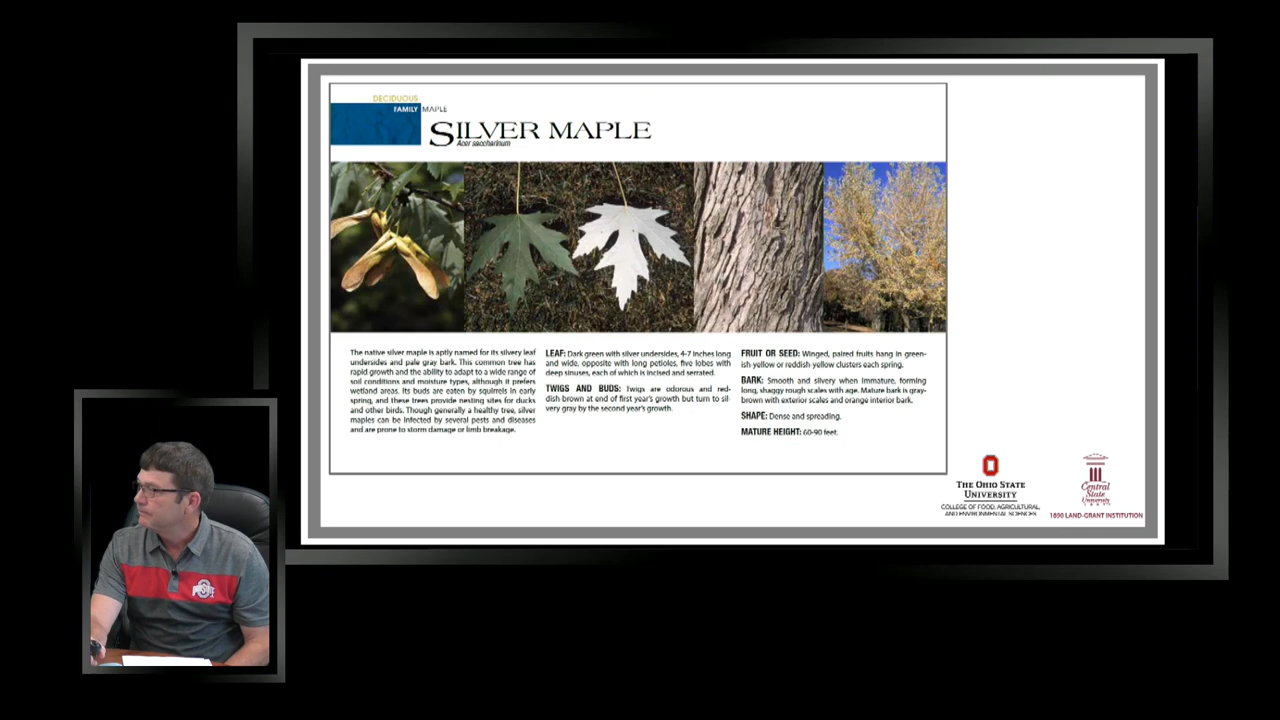 DECIDUOUS
FAMILY MAPLE
SILVER MAPLE
Acer saccharinum
The native silver maple is aptly named for its silvery leaf
undersides and pale gray bark. This common tree has
rapid growth and the ability to adapt to a wide range of
soil conditions and moisture types, although it prefers
wetland areas. Its buds are eaten by squirrels in early
spring, and these trees provide nesting sites for ducks
and other birds. Though generally a healthy tree, silver
maples can be infected by several pests and diseases
and are prone to storm damage or limb breakage.
LEAF: Dark green with silver undersides, 4-7 inches long
and wide, opposite with long petioles, five lobes with
deep sinuses, each of which is incised and serrated.
TWIGS AND BUDS: Twigs are odorous and red-
dish-brown at end of first year's growth but turn to sil-
very gray by the second year's growth.
FRUIT OR SEED: Winged, paired fruits hang in green-
ish-yellow or reddish-yellow clusters each spring.
BARK: Smooth and silvery when immature, forming
long, shaggy rough scales with age. Mature bark is gray-
brown with exterior scales and orange interior bark.
SHAPE: Dense and spreading.
MATURE HEIGHT: 60-90 feet.
THE OHIO STATE
UNIVERSITY
COLLEGE OF FOOD, AGRICULTURAL,
AND ENVIRONMENTAL SCIENCES
Central
State
University
1890 LAND-GRANT INSTITUTION